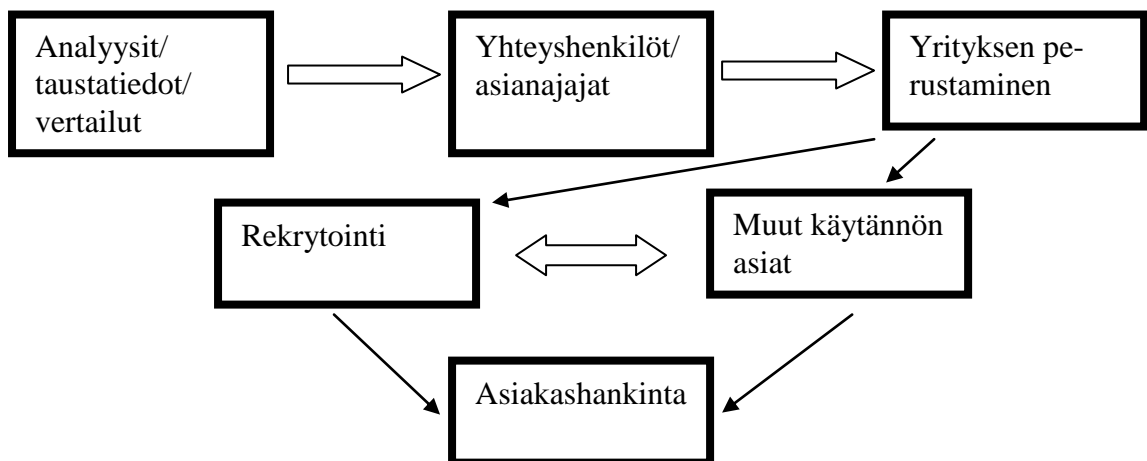 Analyysit/
taustatiedot/
vertailut
Yhteyshenkilöt/
asianajajat
Yrityksen pe-
rustaminen
Rekrytointi
Muut käytännön
asiat
Asiakashankinta